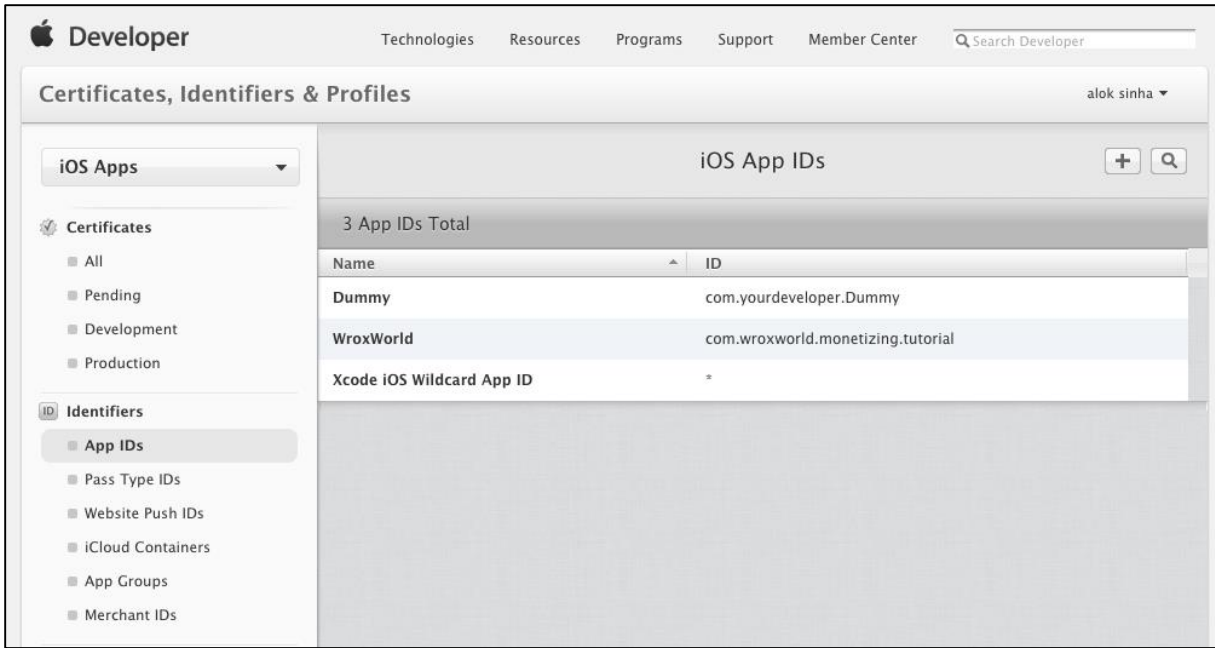 Developer
Technologies Resources Programs Support Member Center Search Developer
Certificates, Identifiers & Profiles
alok sinha
iOS Apps
Certificates
All
Pending
Development
Production
ID Identifiers
App IDs
Pass Type IDs
Website Push IDs
iCloud Containers
App Groups
Merchant IDs
iOS App IDs
3 App IDs Total
Name ID
Dummy com.yourdeveloper.Dummy
WroxWorld com.wroxworld.monetizing.tutorial
Xcode iOS Wildcard App ID *